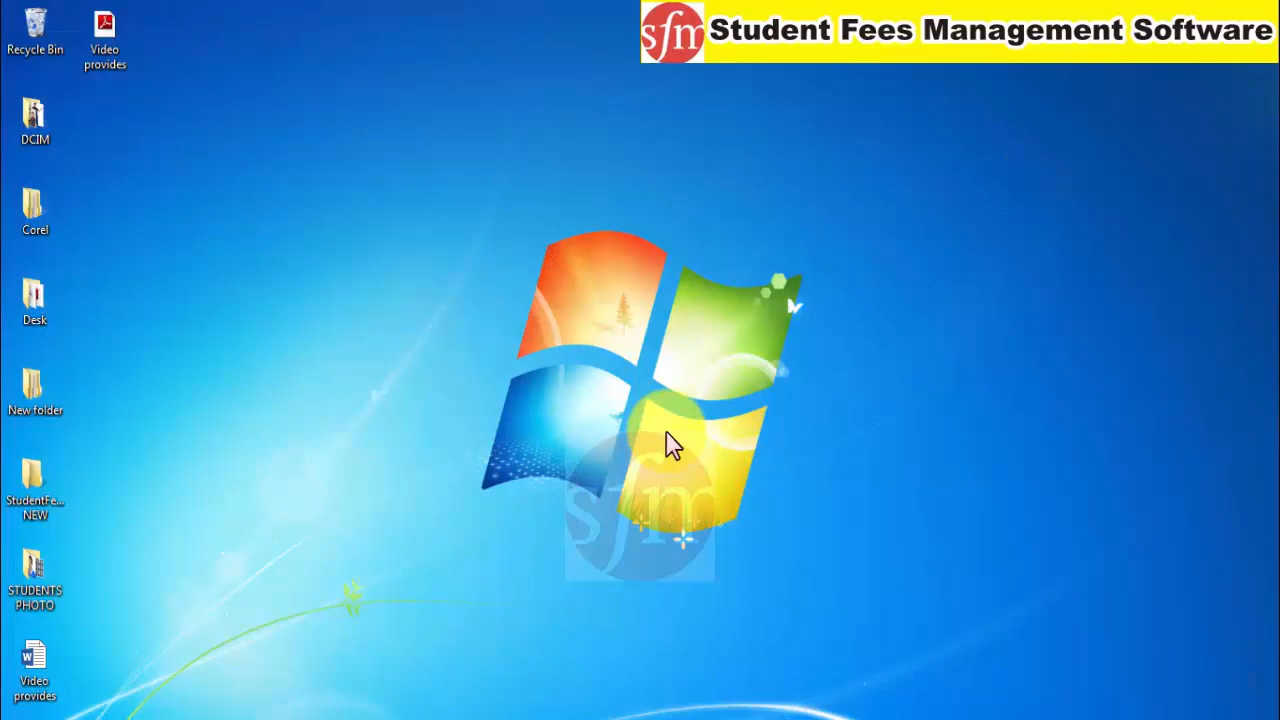 sfm Student Fees Management Software
Recycle Bin
Video
provides
DCIM
Corel
Desk
New folder
StudentFe...
NEW
STUDENTS
PHOTO
Video
provides
sfm